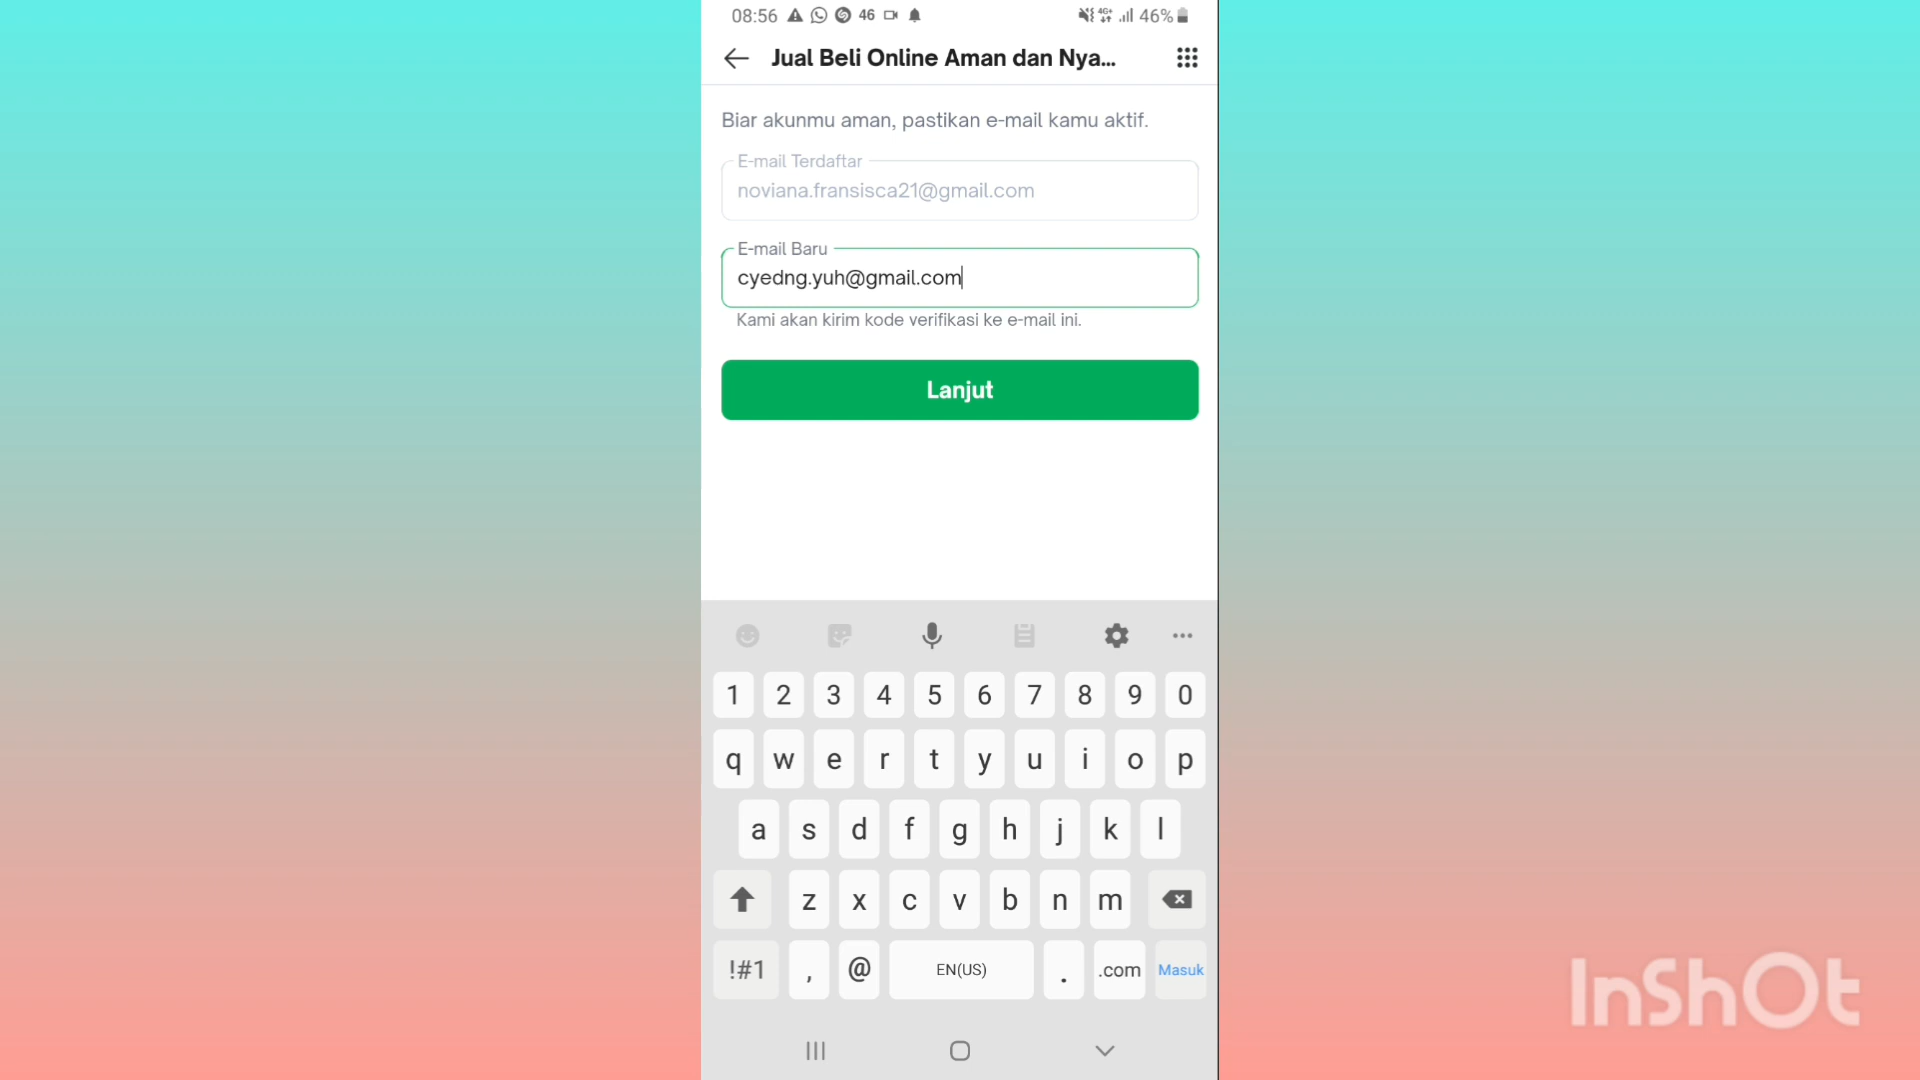 08:56 46 4G+ 46%
Jual Beli Online Aman dan Nya...
Biar akunmu aman, pastikan e-mail kamu aktif.
E-mail Terdaftar
noviana.fransisca21@gmail.com
E-mail Baru
cyedng.yuh@gmail.com
Kami akan kirim kode verifikasi ke e-mail ini.
Lanjut
1 2 3 4 5 6 7 8 9 0
q w e r t y u i o p
a s d f g h j k l
z x c v b n m
!#1 , @ EN(US) . .com Masuk
InShOt